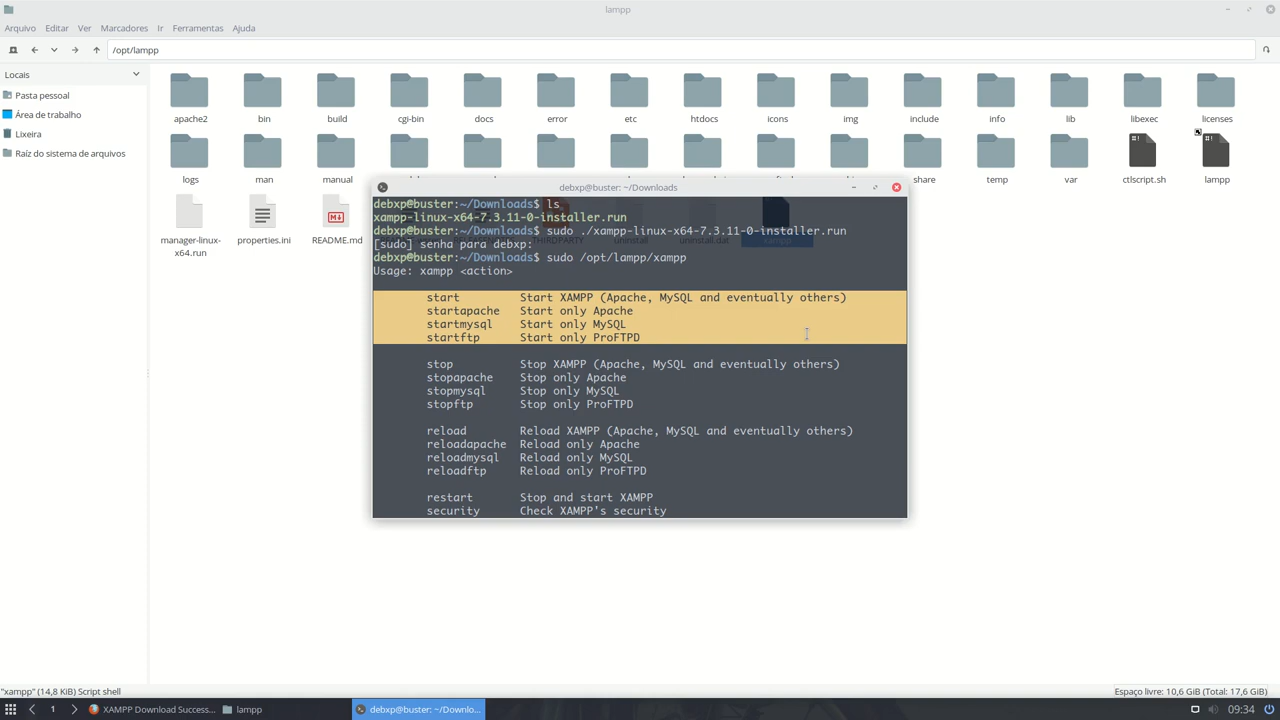 lampp
Arquivo Editar Ver Marcadores Ir Ferramentas Ajuda
/opt/lampp
Locais
Pasta pessoal
Área de trabalho
Lixeira
Raíz do sistema de arquivos
apache2 bin build cgi-bin docs error etc htdocs icons img include info lib libexec licenses
logs man manual share temp var ctlscript.sh lampp
manager-linux-x64.run properties.ini README.md THIRDPARTY uninstall uninstall.dat xampp
debxp@buster: ~/Downloads
debxp@buster:~/Downloads$ ls
xampp-linux-x64-7.3.11-0-installer.run
debxp@buster:~/Downloads$ sudo ./xampp-linux-x64-7.3.11-0-installer.run
[sudo] senha para debxp:
debxp@buster:~/Downloads$ sudo /opt/lampp/xampp
Usage: xampp <action>
start Start XAMPP (Apache, MySQL and eventually others)
startapache Start only Apache
startmysql Start only MySQL
startftp Start only ProFTPD
stop Stop XAMPP (Apache, MySQL and eventually others)
stopapache Stop only Apache
stopmysql Stop only MySQL
stopftp Stop only ProFTPD
reload Reload XAMPP (Apache, MySQL and eventually others)
reloadapache Reload only Apache
reloadmysql Reload only MySQL
reloadftp Reload only ProFTPD
restart Stop and start XAMPP
security Check XAMPP's security
"xampp" (14,8 KiB) Script shell
Espaço livre: 10,6 GiB (Total: 17,6 GiB)
1 XAMPP Download Success... lampp debxp@buster: ~/Downlo... 09:34